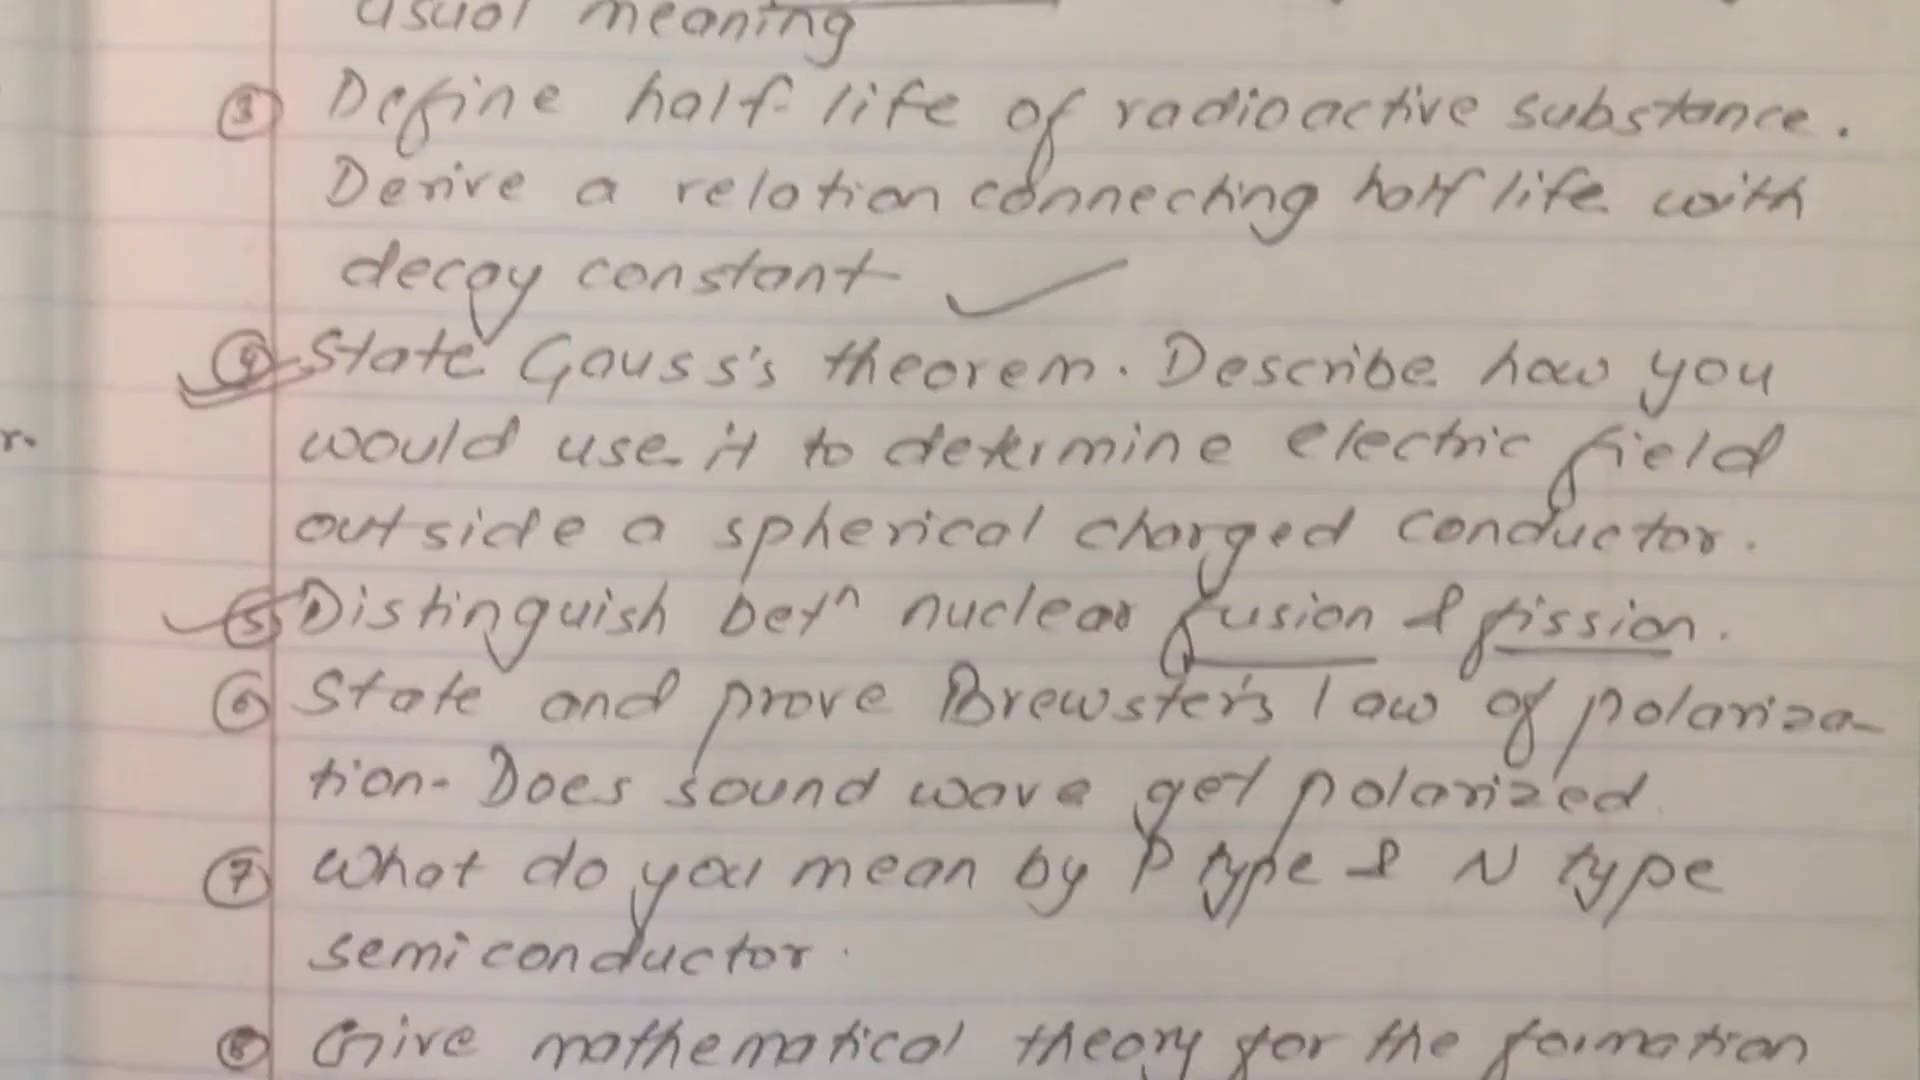 usual meaning
③ Define half life of radioactive substance.
Derive a relation connecting half life with
decay constant
④ State Gauss's theorem. Describe how you
would use it to determine electric field
r.
outside a spherical charged conductor.
⑤ Distinguish betⁿ nuclear fusion & fission.
⑥ State and prove Brewster's law of polariza-
tion. Does sound wave get polarized
⑦ What do you mean by P type & N type
semiconductor.
⑧ Give mathematical theory for the formation